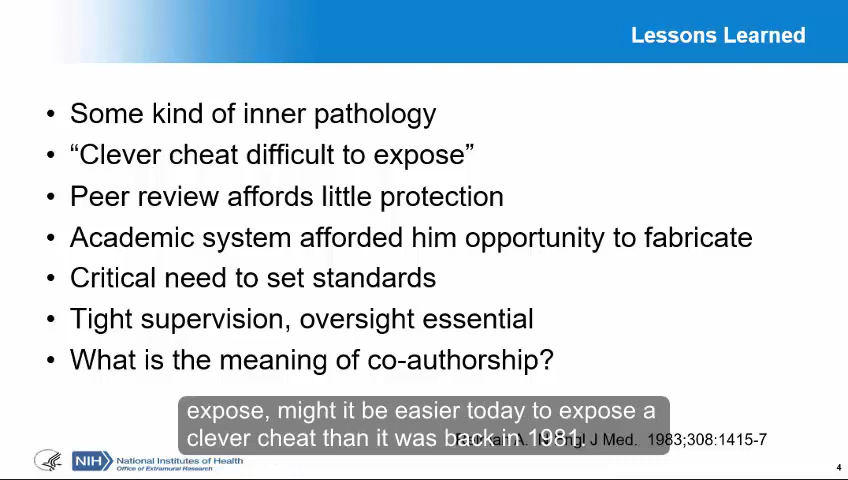 Lessons Learned
• Some kind of inner pathology
• “Clever cheat difficult to expose”
• Peer review affords little protection
• Academic system afforded him opportunity to fabricate
• Critical need to set standards
• Tight supervision, oversight essential
• What is the meaning of co-authorship?
expose, might it be easier today to expose a
clever cheat than it was back in 1981.
J Med. 1983;308:1415-7
NIH National Institutes of Health
Office of Extramural Research
4